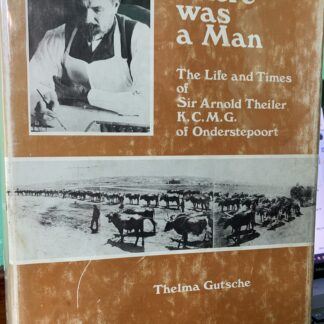 was
a Man
The Life and Times
of
Sir Arnold Theiler
K.C.M.G.
of Onderstepoort
Thelma Gutsche